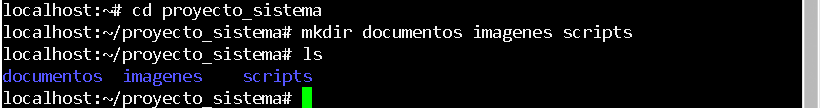 localhost:~# cd proyecto_sistema
localhost:~/proyecto_sistema# mkdir documentos imagenes scripts
localhost:~/proyecto_sistema# ls
documentos  imagenes    scripts
localhost:~/proyecto_sistema#